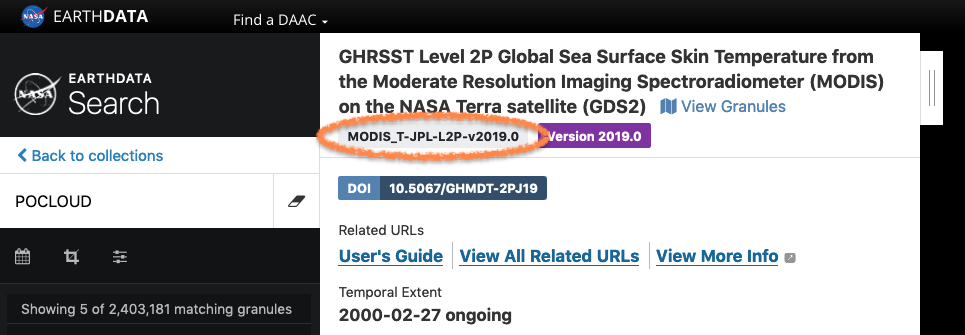 NASA EARTHDATA Find a DAAC
NASA EARTHDATA
Search
Back to collections
POCLOUD
Showing 5 of 2,403,181 matching granules
GHRSST Level 2P Global Sea Surface Skin Temperature from
the Moderate Resolution Imaging Spectroradiometer (MODIS)
on the NASA Terra satellite (GDS2) View Granules
MODIS_T-JPL-L2P-v2019.0 Version 2019.0
DOI 10.5067/GHMDT-2PJ19
Related URLs
User's Guide View All Related URLs View More Info
Temporal Extent
2000-02-27 ongoing